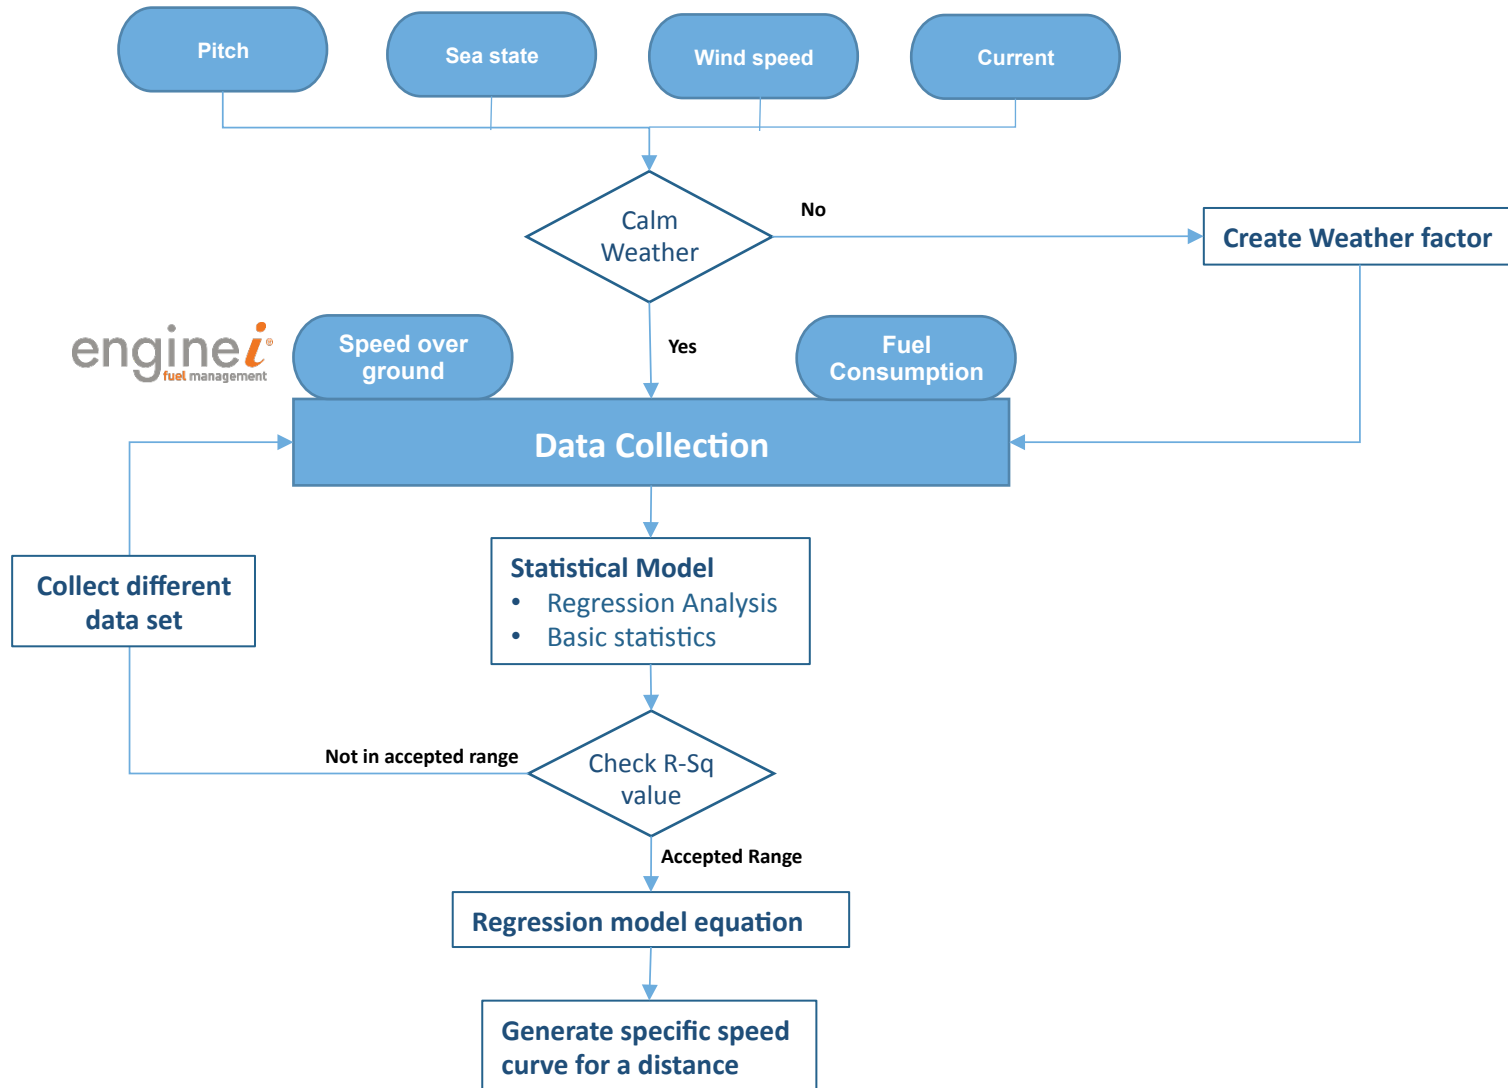 Pitch
Sea state
Wind speed
Current
Calm
Weather
No
Create Weather factor
enginei®
fuel management
Speed over
ground
Yes
Fuel
Consumption
Data Collection
Collect different
data set
Statistical Model
• Regression Analysis
• Basic statistics
Not in accepted range
Check R-Sq
value
Accepted Range
Regression model equation
Generate specific speed
curve for a distance